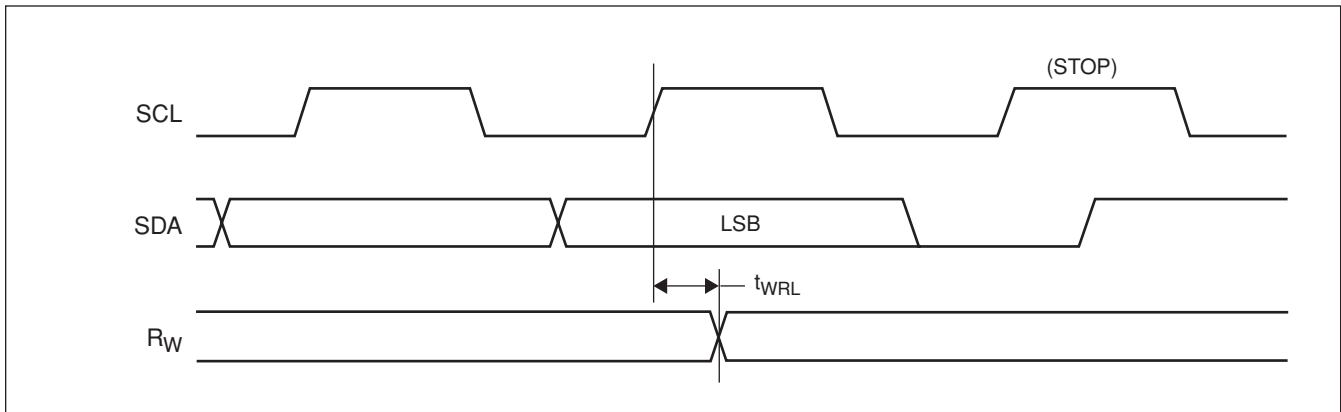 (STOP)
SCL
SDA
LSB
tWRL
RW